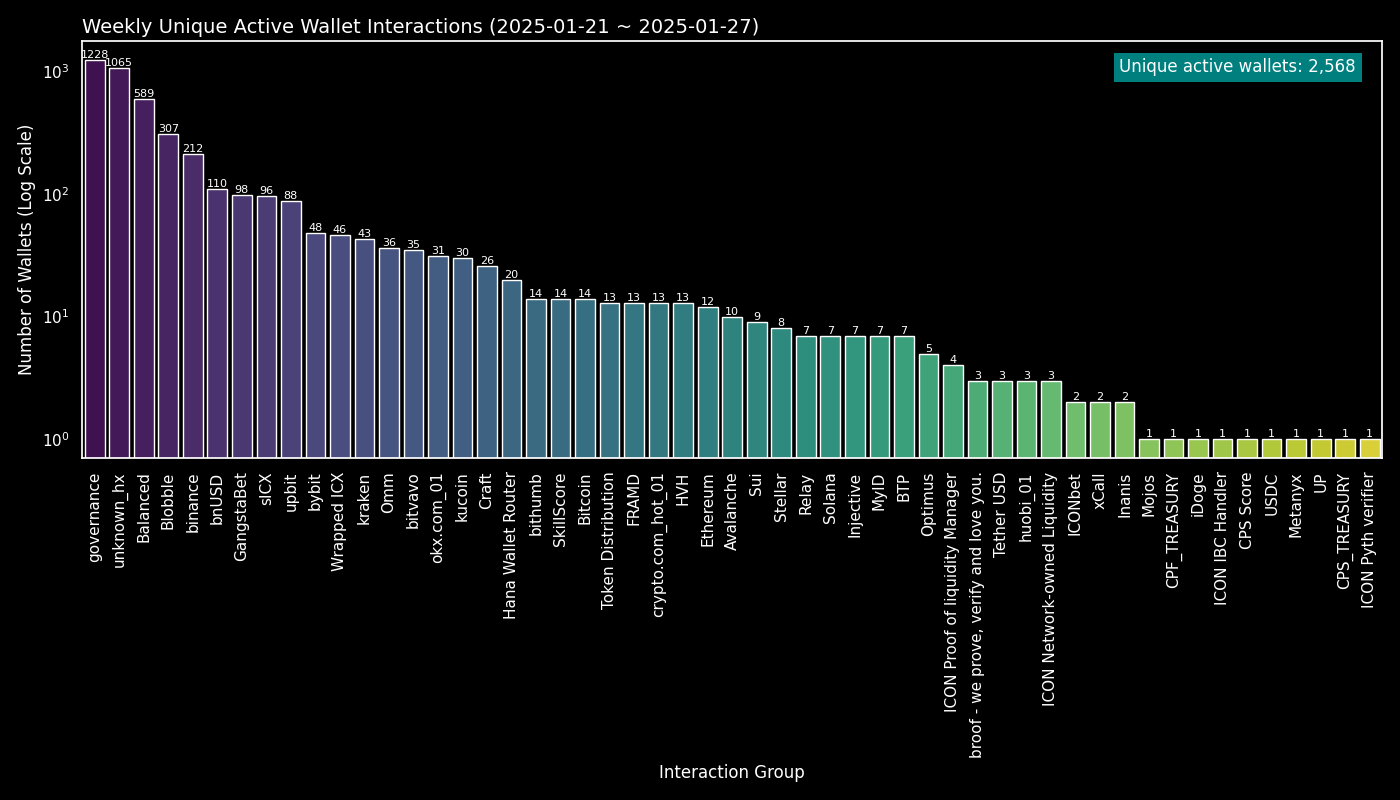 Weekly Unique Active Wallet Interactions (2025-01-21 ~ 2025-01-27)
Unique active wallets: 2,568
Number of Wallets (Log Scale)
10³
10²
10¹
10⁰
1228
1065
589
307
212
110
98
96
88
48
46
43
36
35
31
30
26
20
14
14
14
13
13
13
13
12
10
9
8
7
7
7
7
7
5
4
3
3
3
3
2
2
2
1
1
1
1
1
1
1
1
1
1
governance
unknown_hx
Balanced
Blobble
binance
bnUSD
GangstaBet
sICX
upbit
bybit
Wrapped ICX
kraken
Omm
bitvavo
okx.com_01
kucoin
Craft
Hana Wallet Router
bithumb
SkillScore
Bitcoin
Token Distribution
FRAMD
crypto.com_hot_01
HVH
Ethereum
Avalanche
Sui
Stellar
Relay
Solana
Injective
MyID
BTP
Optimus
ICON Proof of liquidity Manager
broof - we prove, verify and love you.
Tether USD
huobi_01
ICON Network-owned Liquidity
ICONbet
xCall
Inanis
Mojos
CPF_TREASURY
iDoge
ICON IBC Handler
CPS Score
USDC
Metanyx
UP
CPS_TREASURY
ICON Pyth verifier
Interaction Group